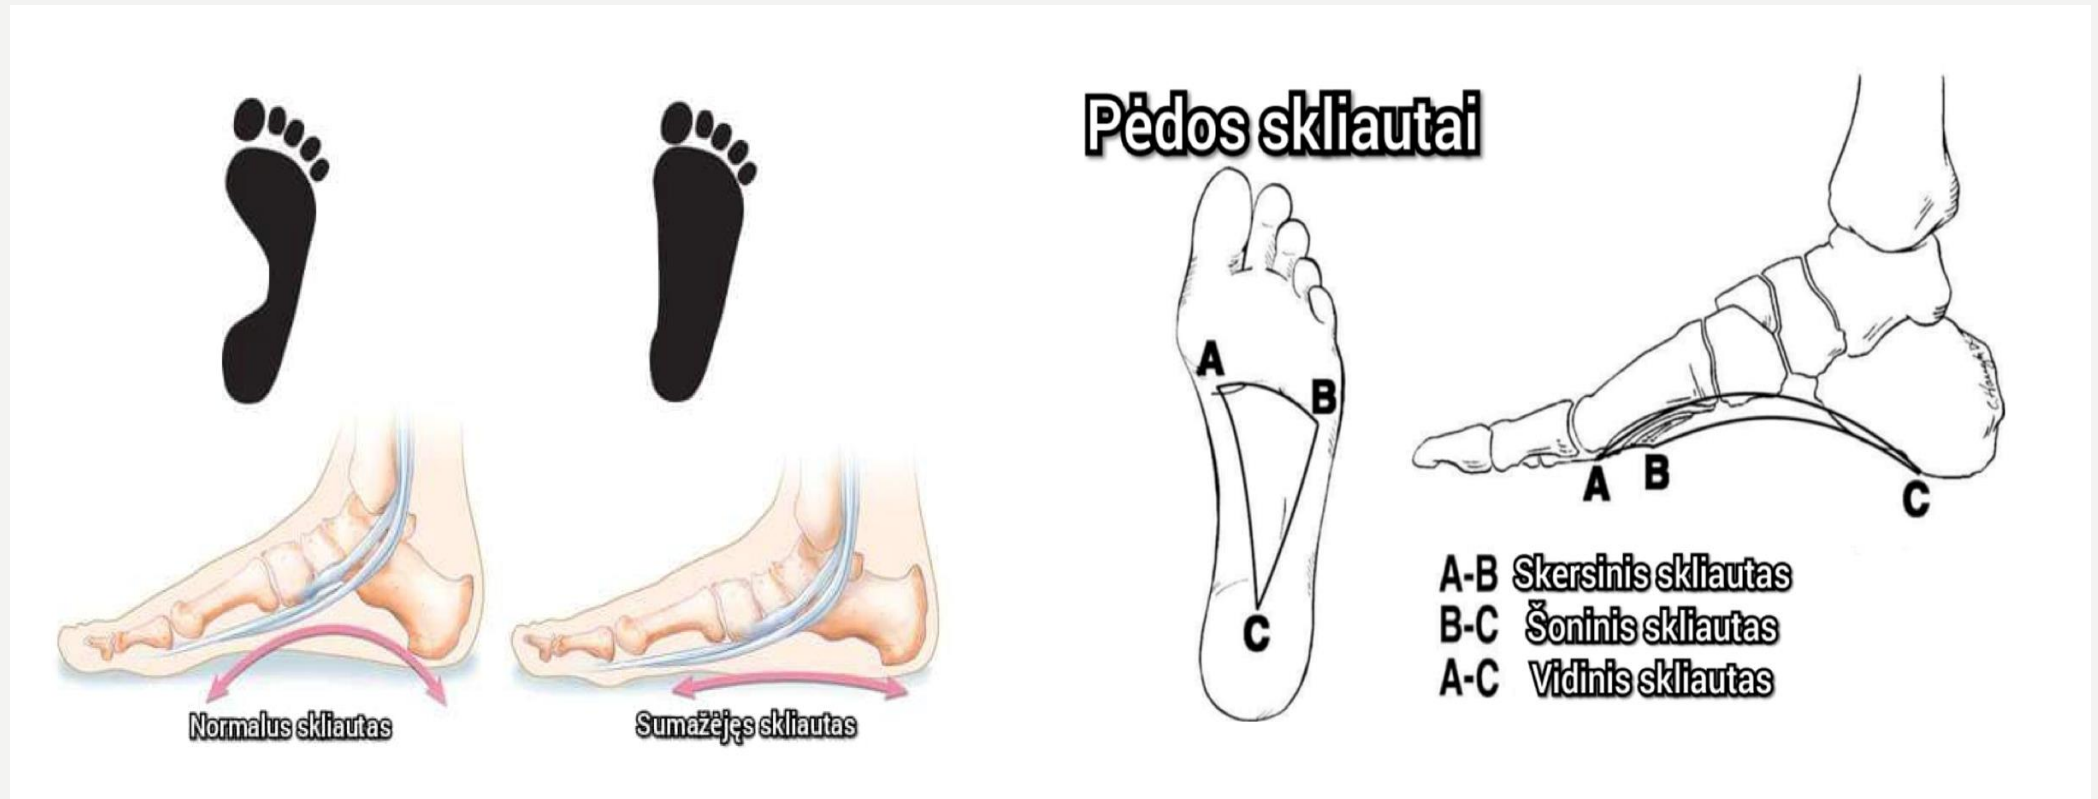 Pėdos skliautai
A
B
C
A
B
C
A-B Skersinis skliautas
B-C Šoninis skliautas
A-C Vidinis skliautas
Normalus skliautas
Sumažėjęs skliautas